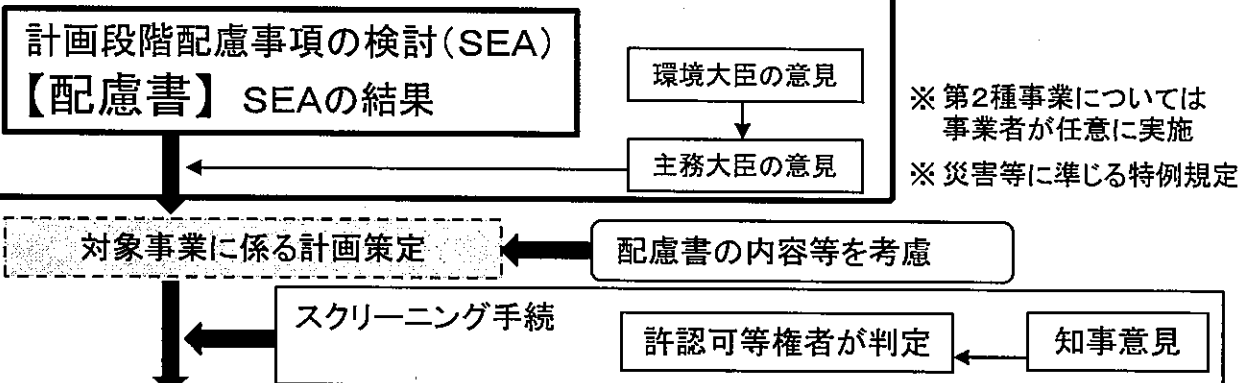 計画段階配慮事項の検討(SEA)
【配慮書】 SEAの結果
環境大臣の意見
主務大臣の意見
※ 第2種事業については
事業者が任意に実施
※ 災害等に準じる特例規定
対象事業に係る計画策定
配慮書の内容等を考慮
スクリーニング手続
許認可等権者が判定
知事意見